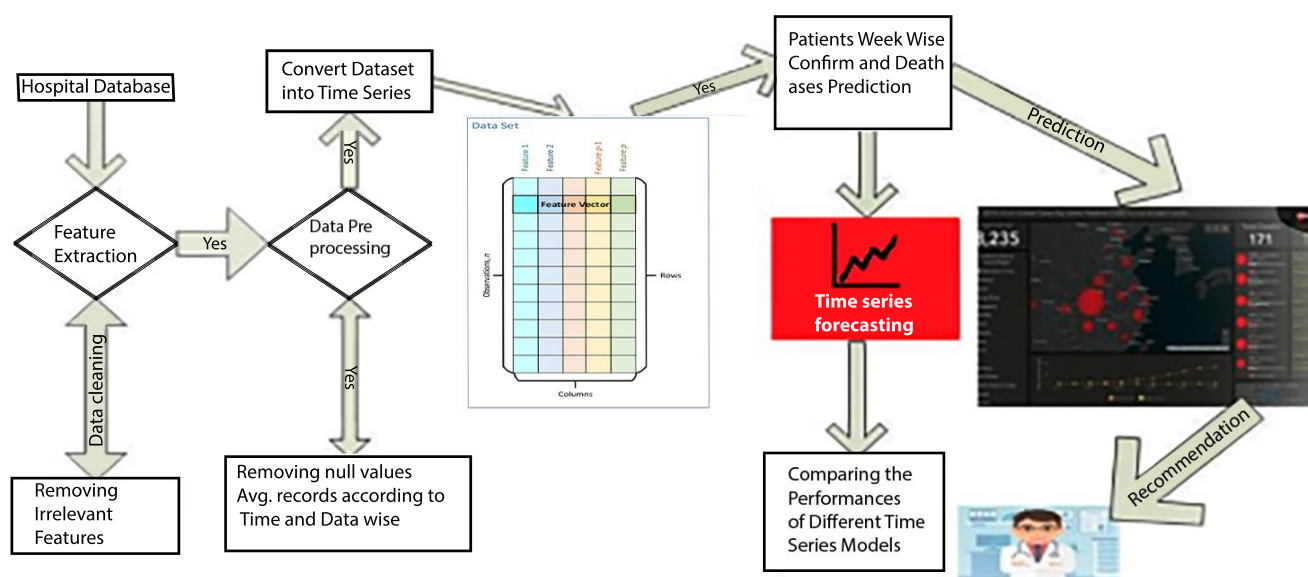 Hospital Database
Feature
Extraction
Data cleaning
Removing
Irrelevant
Features
Yes
Data Pre
processing
Yes
Convert Dataset
into Time Series
Yes
Removing null values
Avg. records according to
Time and Data wise
Data Set
Feature 1
Feature 2
Feature p-1
Feature p
Feature Vector
Observations, n
Rows
Columns
Yes
Patients Week Wise
Confirm and Death
ases Prediction
Time series
forecasting
Comparing the
Performances
of Different Time
Series Models
Prediction
,235
171
Recommendation